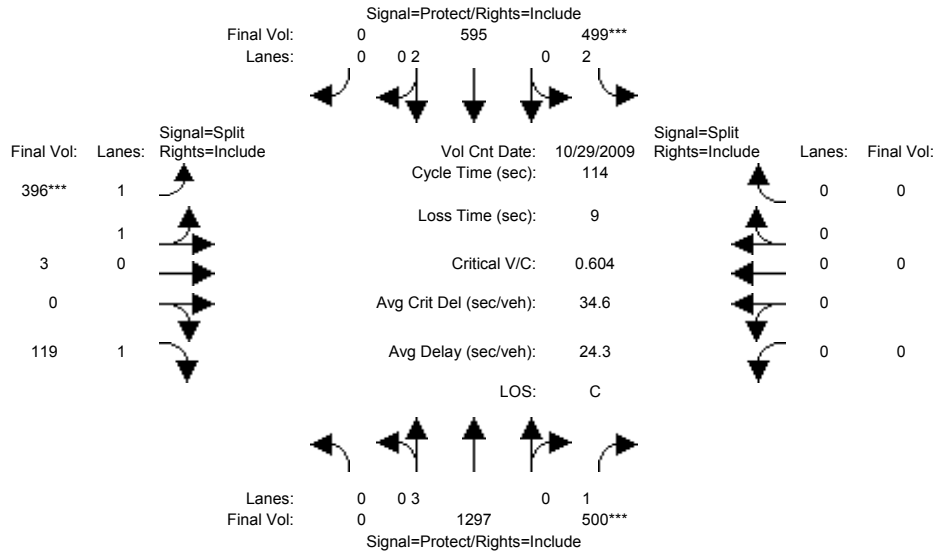 Signal=Protect/Rights=Include
Final Vol: 0 595 499***
Lanes: 0 0 2 0 2
Signal=Split
Final Vol: Lanes: Rights=Include
Vol Cnt Date: 10/29/2009
Signal=Split
Rights=Include Lanes: Final Vol:
Cycle Time (sec): 114
396*** 1
0 0
Loss Time (sec): 9
1
0
3 0
Critical V/C: 0.604
0 0
0
Avg Crit Del (sec/veh): 34.6
0
119 1
Avg Delay (sec/veh): 24.3
0 0
LOS: C
Lanes: 0 0 3 0 1
Final Vol: 0 1297 500***
Signal=Protect/Rights=Include